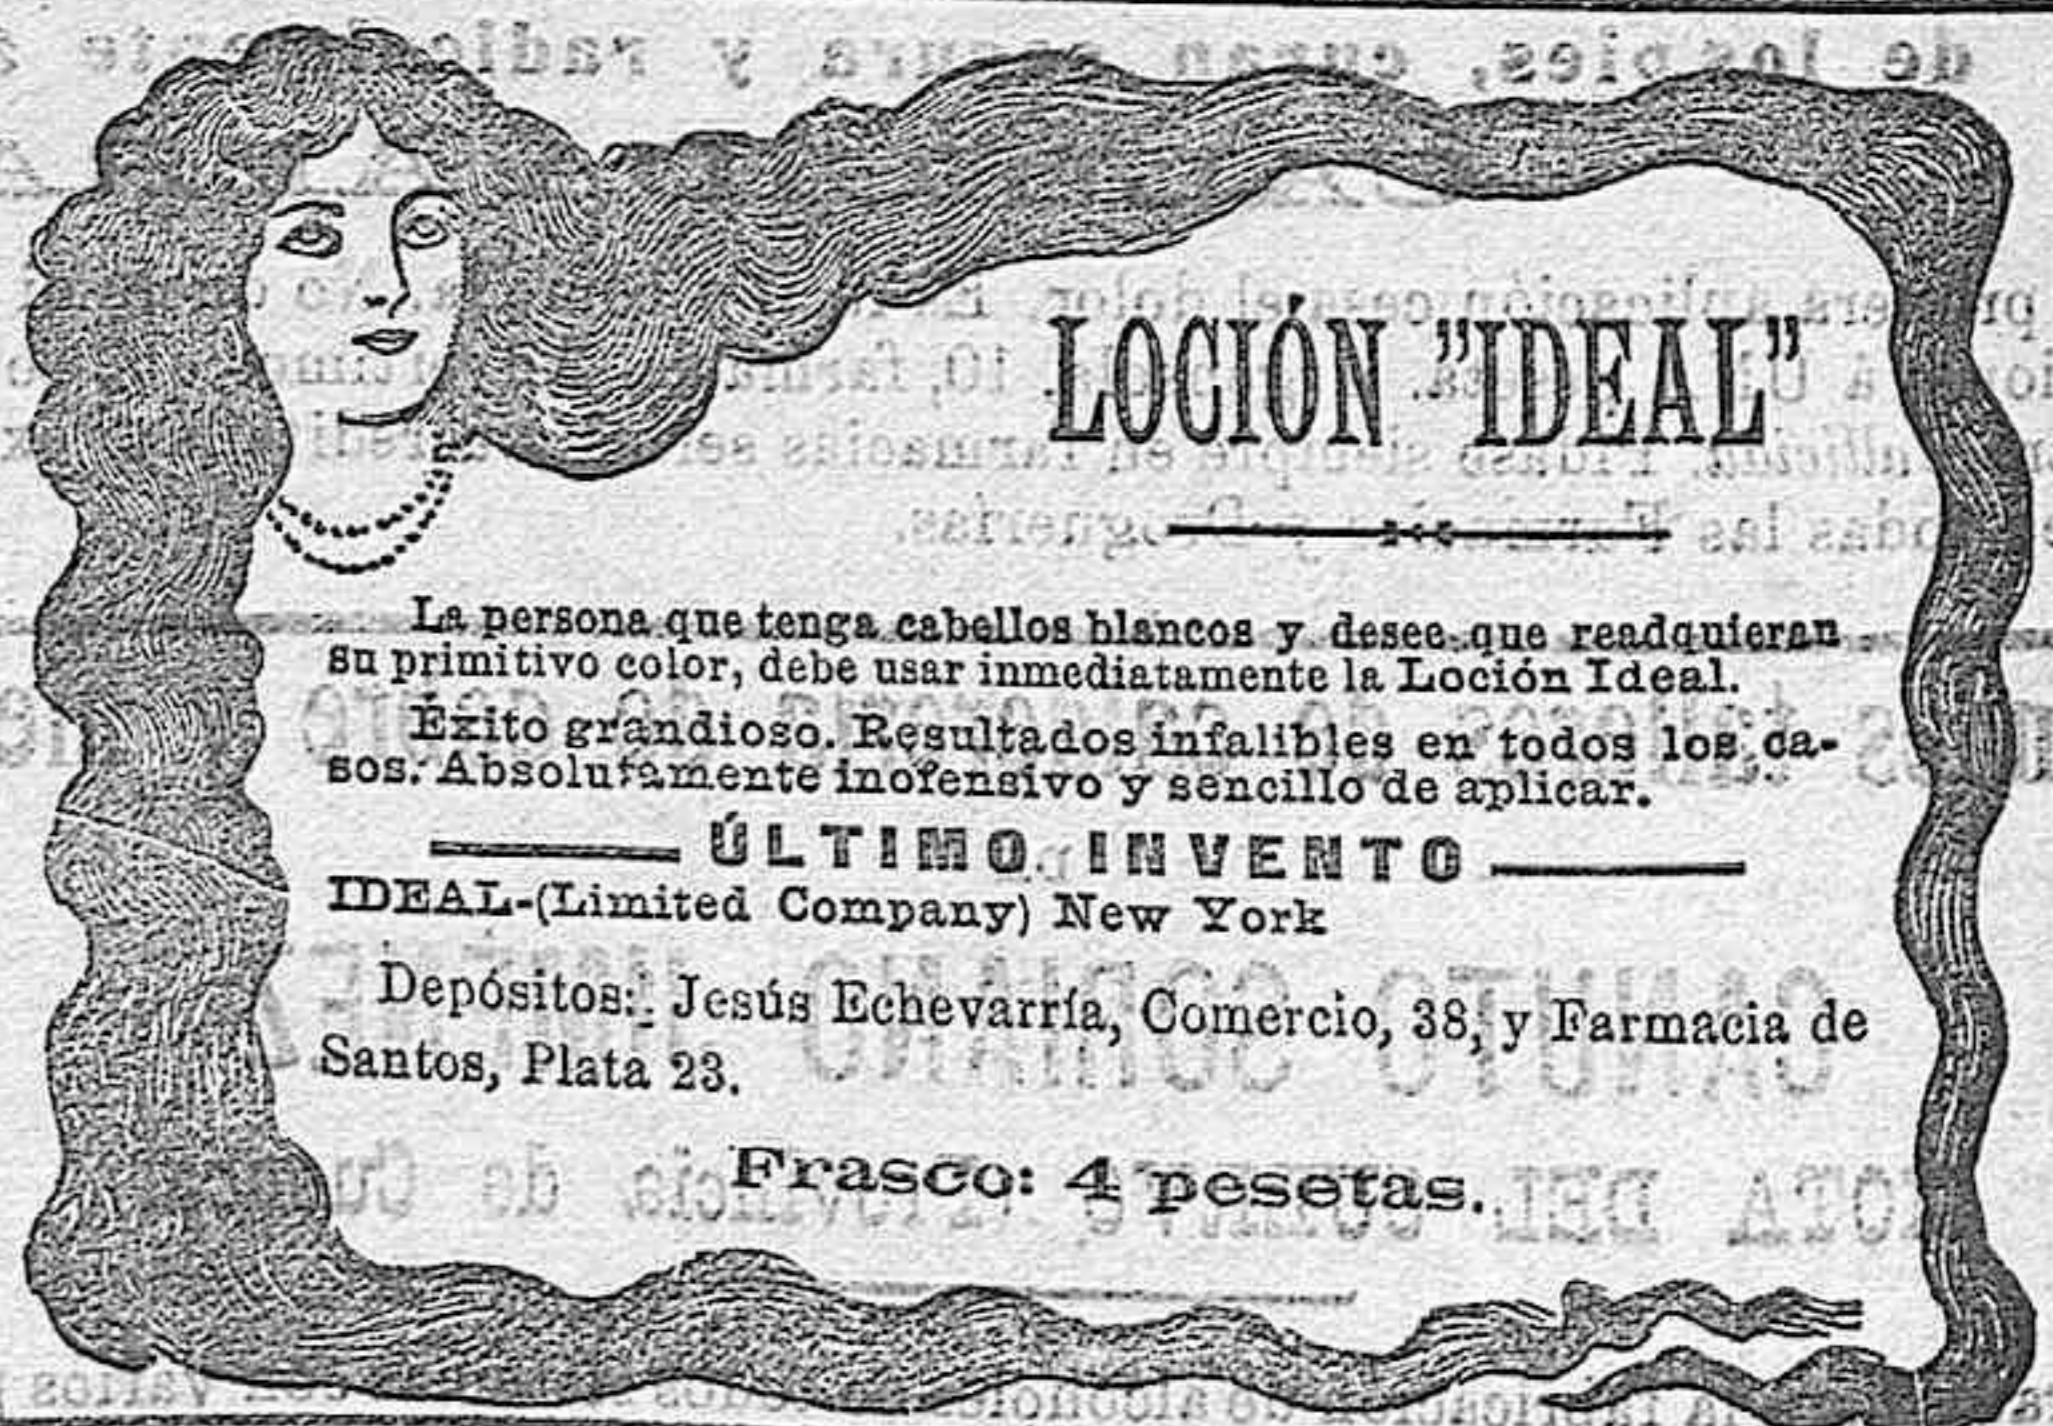 LOCIÓN "IDEAL"
La persona que tenga cabellos blancos y desee que readquieran
su primitivo color, debe usar inmediatamente la Loción Ideal.
Éxito grandioso. Resultados infalibles en todos los ca-
sos. Absolutamente inofensivo y sencillo de aplicar.
ÚLTIMO INVENTO
IDEAL-(Limited Company) New York
Depósitos: Jesús Echevarría, Comercio, 38, y Farmacia de
Santos, Plata 23.
Frasco: 4 pesetas.